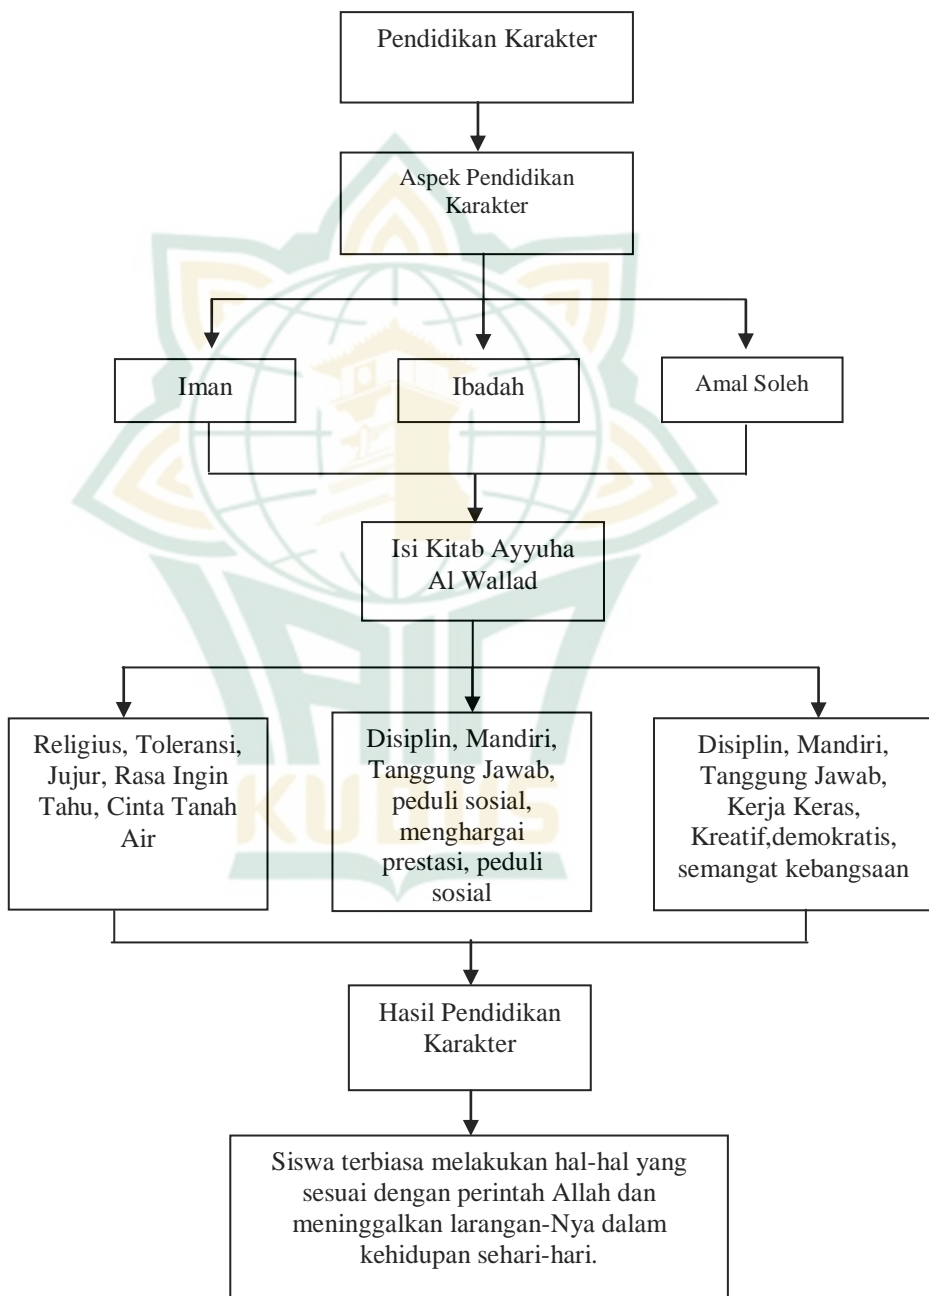 Pendidikan Karakter
Aspek Pendidikan
Karakter
Iman
Ibadah
Amal Soleh
Isi Kitab Ayyuha
Al Wallad
Religius, Toleransi,
Jujur, Rasa Ingin
Tahu, Cinta Tanah
Air
Disiplin, Mandiri,
Tanggung Jawab,
peduli sosial,
menghargai
prestasi, peduli
sosial
Disiplin, Mandiri,
Tanggung Jawab,
Kerja Keras,
Kreatif,demokratis,
semangat kebangsaan
IAIN
KUDUS
Hasil Pendidikan
Karakter
Siswa terbiasa melakukan hal-hal yang
sesuai dengan perintah Allah dan
meninggalkan larangan-Nya dalam
kehidupan sehari-hari.